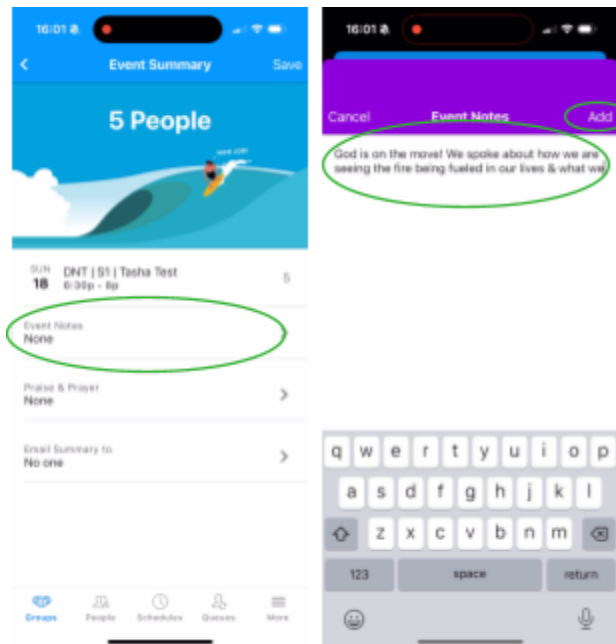 16:01
Event Summary
Save
5 People
SUN
18
DNT | S1 | Tasha Test
6:30p - 8p
5
Event Notes
None
Praise & Prayer
None
Email Summary to
No one
Groups
People
Schedules
Queues
More
16:01
Cancel
Event Notes
Add
God is on the move! We spoke about how we are
seeing the fire being fueled in our lives & what we
q w e r t y u i o p
a s d f g h j k l
z x c v b n m
123
space
return